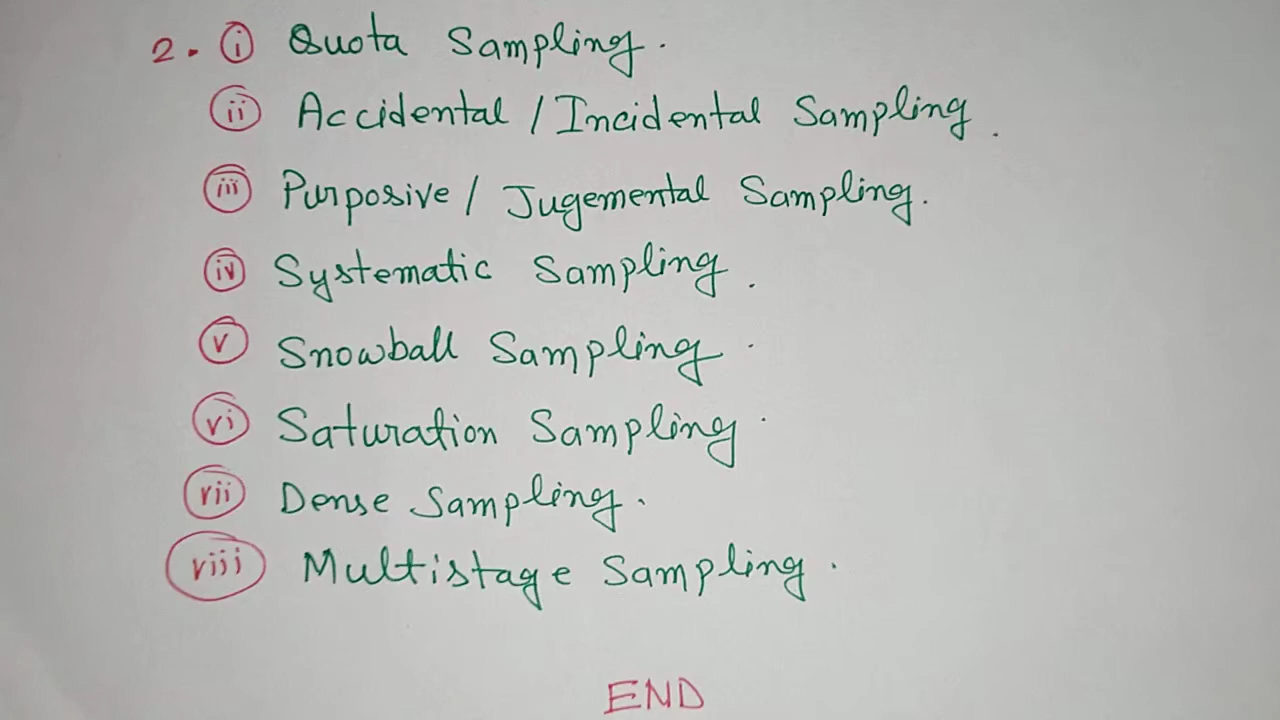 2. i Quota Sampling.
ii Accidental / Incidental Sampling.
iii Purposive / Jugemental Sampling.
iv Systematic Sampling.
v Snowball Sampling.
vi Saturation Sampling.
vii Dense Sampling.
viii Multistage Sampling.
END